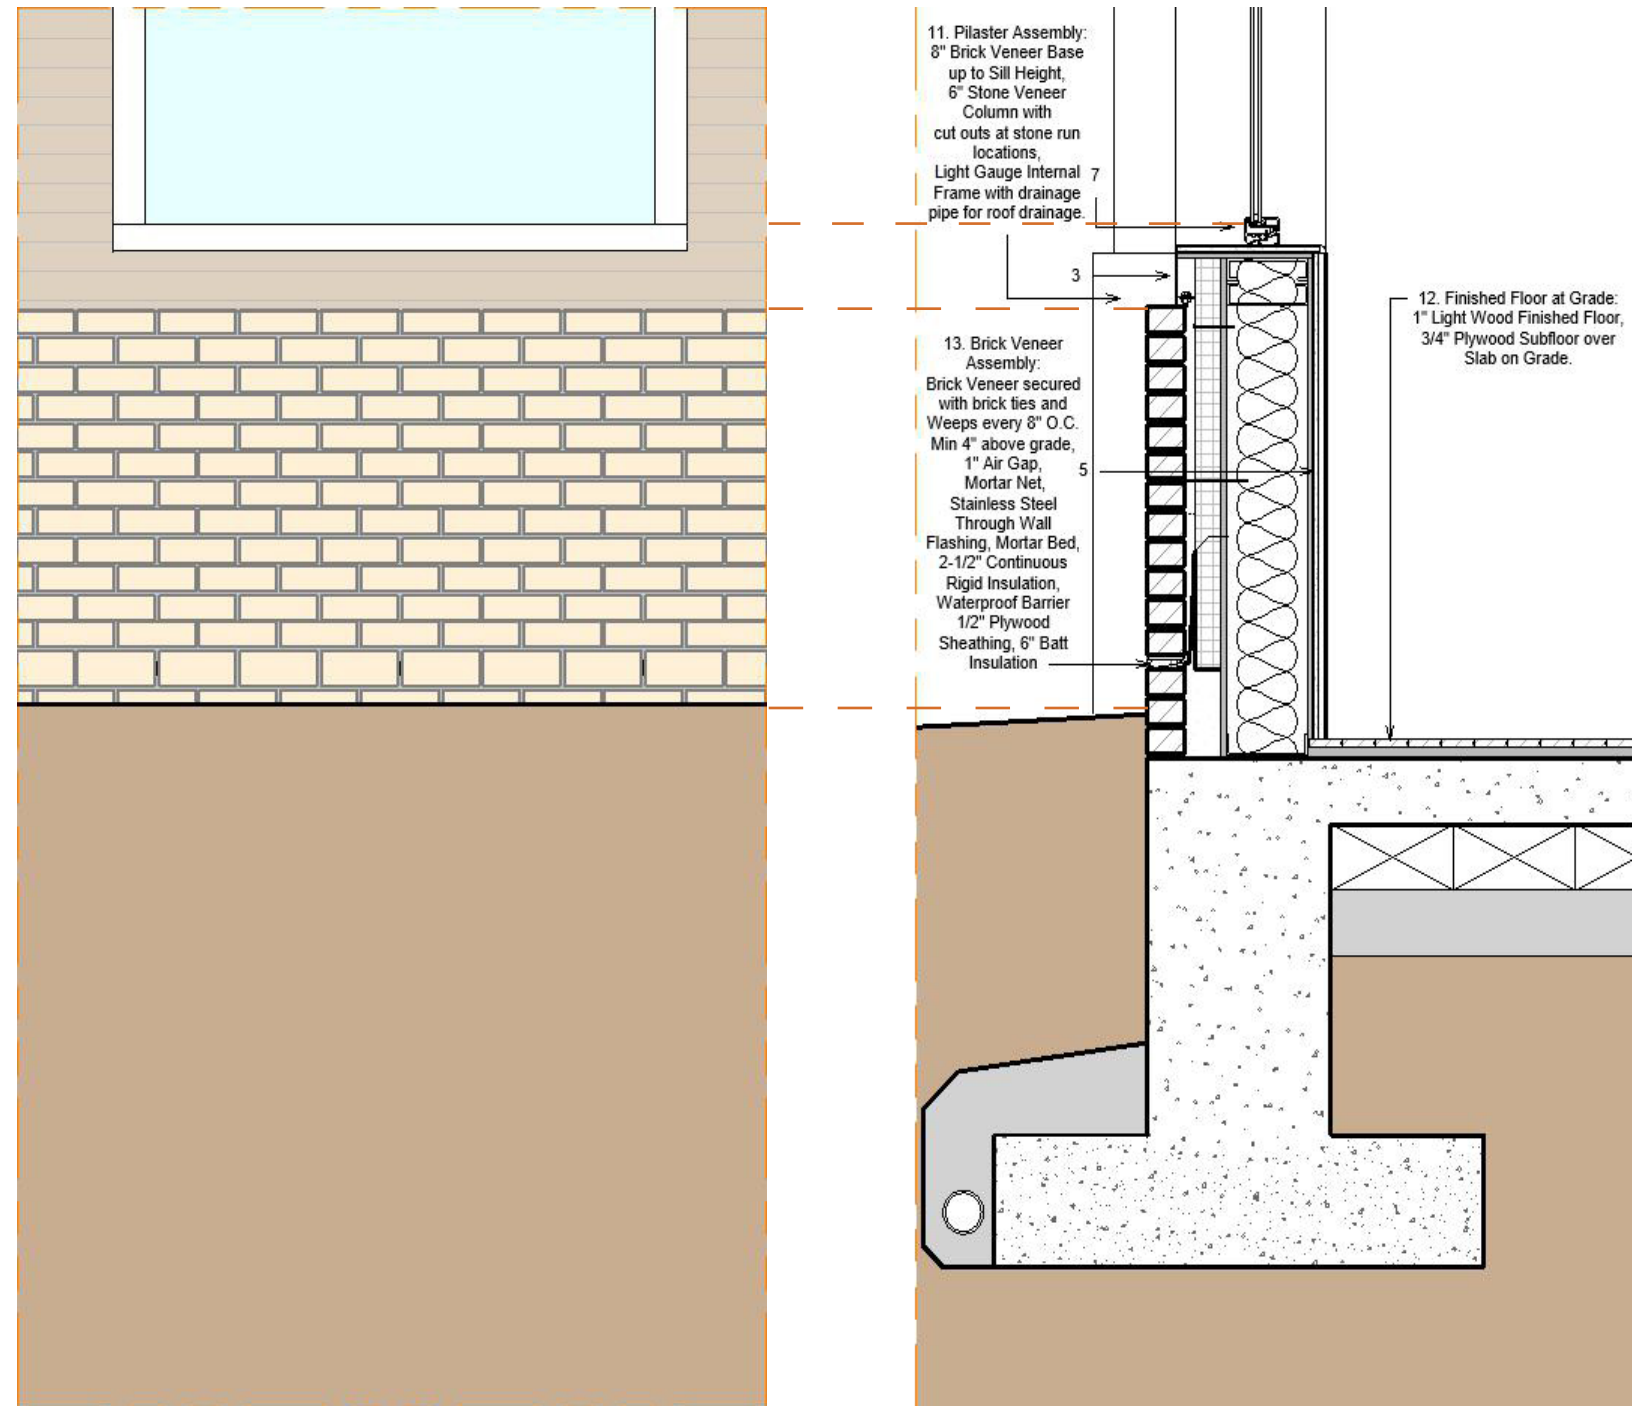 11. Pilaster Assembly:
8" Brick Veneer Base
up to Sill Height,
6" Stone Veneer
Column with
cut outs at stone run
locations,
Light Gauge Internal
Frame with drainage
pipe for roof drainage.
7
3
12. Finished Floor at Grade:
1" Light Wood Finished Floor,
3/4" Plywood Subfloor over
Slab on Grade.
13. Brick Veneer
Assembly:
Brick Veneer secured
with brick ties and
Weeps every 8" O.C.
Min 4" above grade,
1" Air Gap,
Mortar Net,
Stainless Steel
Through Wall
Flashing, Mortar Bed,
2-1/2" Continuous
Rigid Insulation,
Waterproof Barrier
1/2" Plywood
Sheathing, 6" Batt
Insulation
5